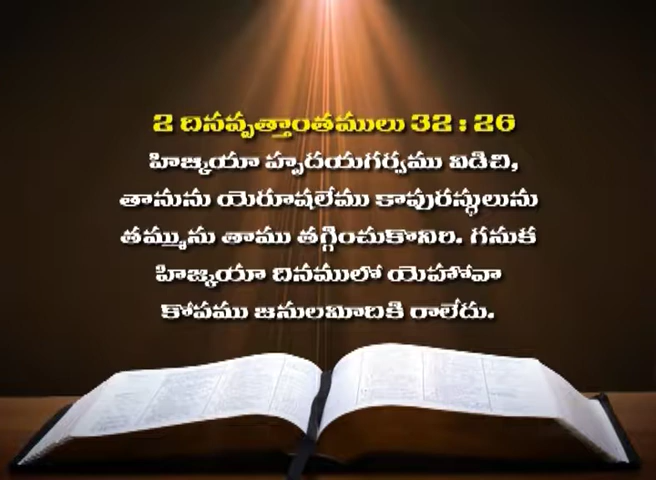 2 దినవృత్తాంతములు 32 : 26
హిజ్కియా హృదయగర్వము విడిచి,
తానును యెరూషలేము కాపురస్థులును
తమ్మును తాము తగ్గించుకొనిరి. గనుక
హిజ్కియా దినములలో యెహోవా
కోపము జనులమీదికి రాలేదు.